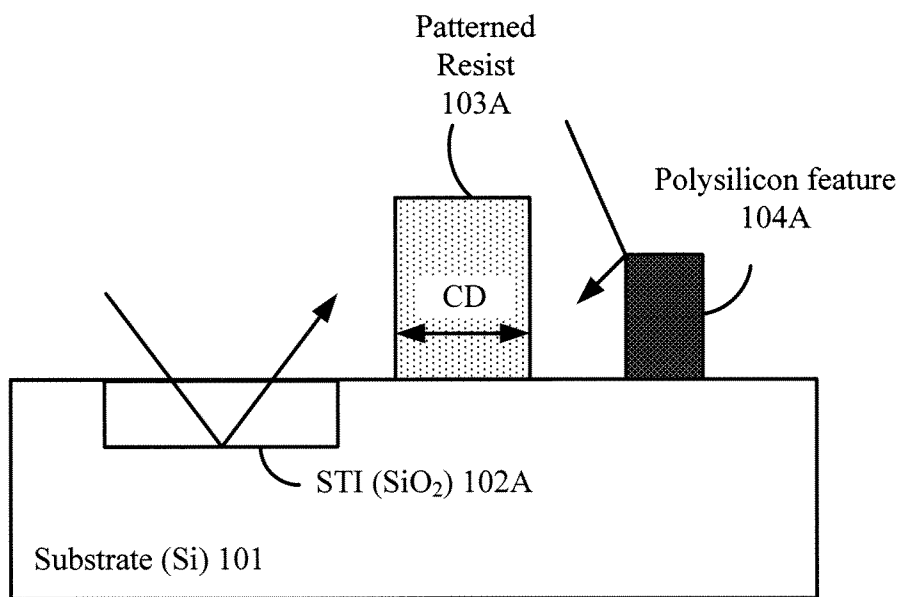 Patterned
Resist
103A
Polysilicon feature
104A
CD
STI (SiO₂) 102A
Substrate (Si) 101